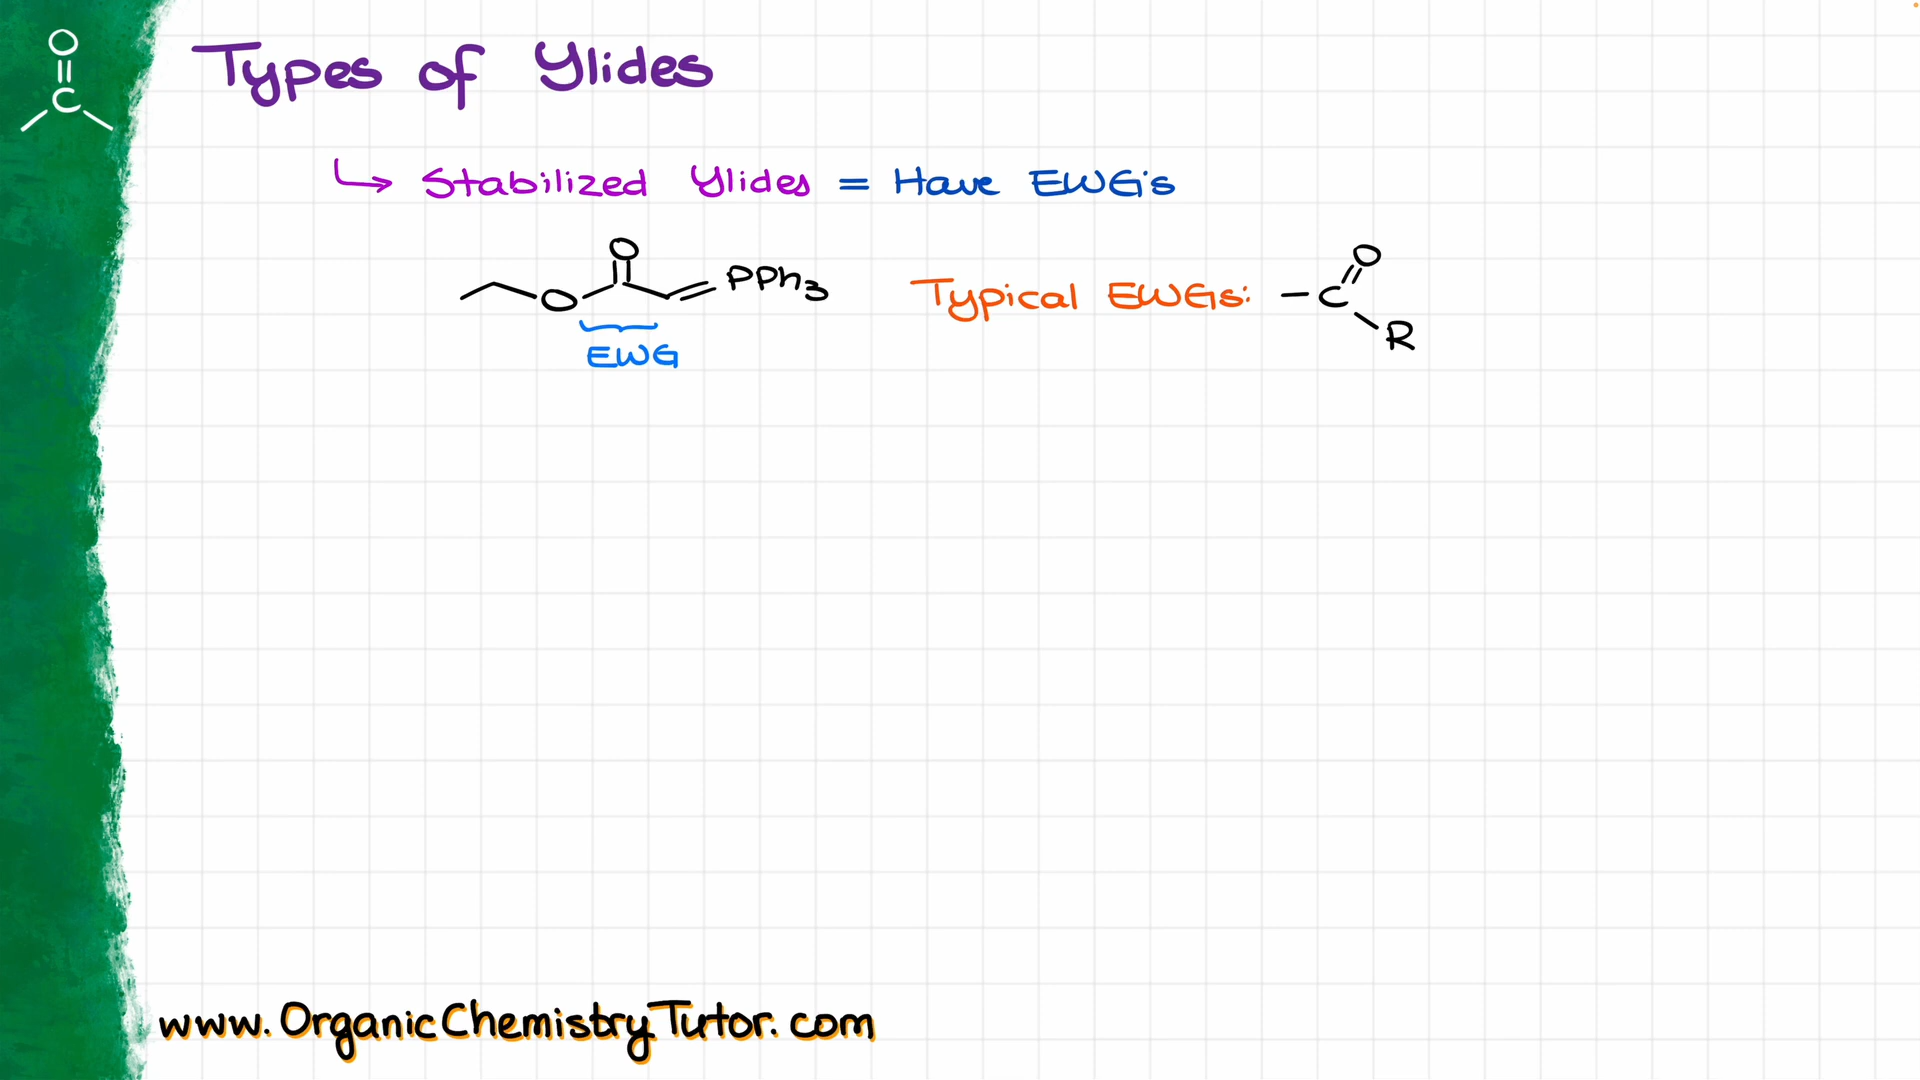 O
C
Types of Ylides
↳ Stabilized Ylides = Have EWG's
O
O PPh3
EWG
Typical EWGs: - C
O
R
www.OrganicChemistryTutor.com